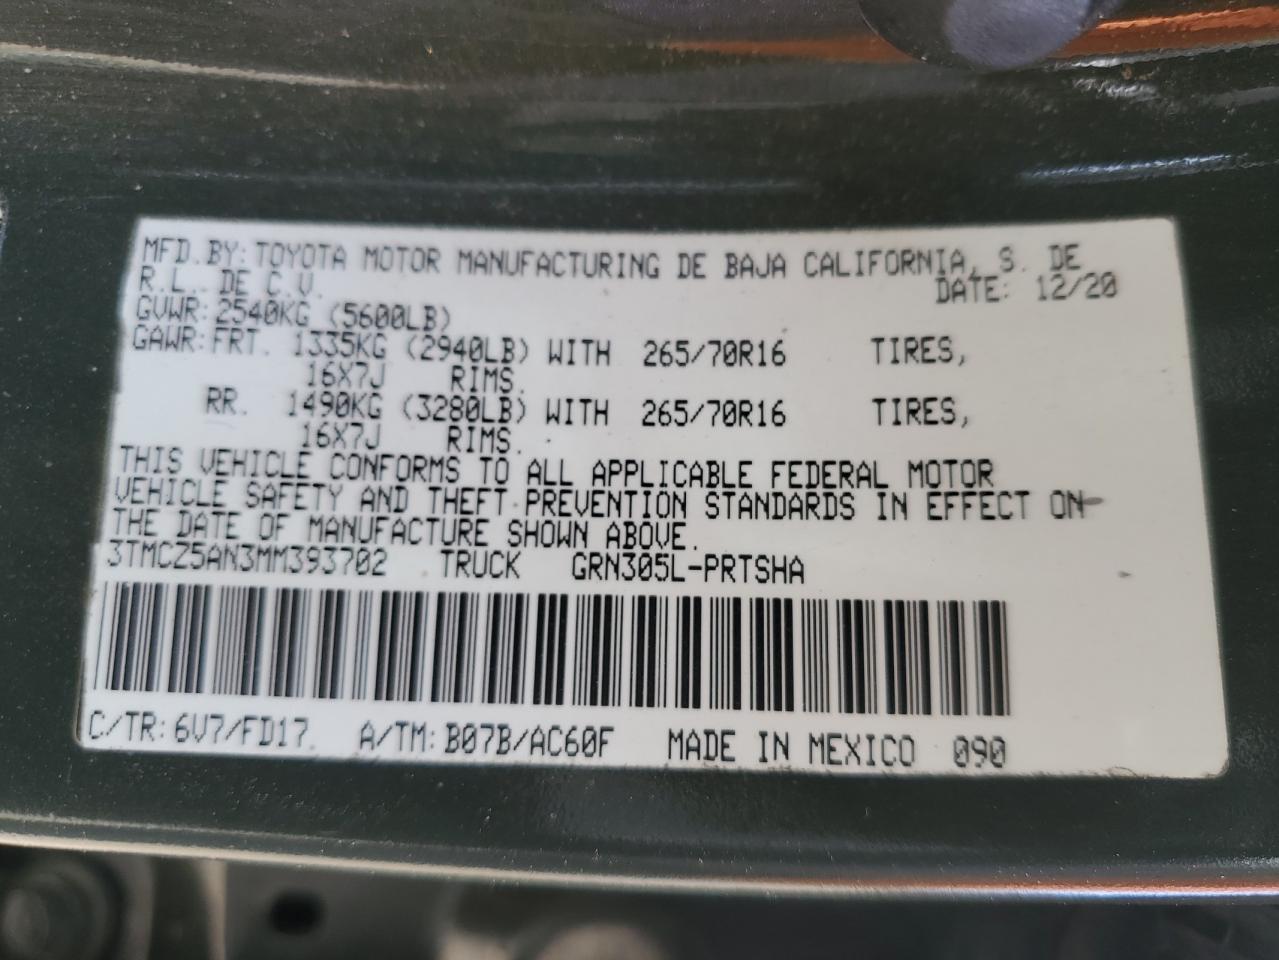 MFD. BY: TOYOTA MOTOR MANUFACTURING DE BAJA CALIFORNIA, S. DE
R.L. DE C.V. DATE: 12/20
GVWR: 2540KG (5600LB)
GAWR: FRT. 1335KG (2940LB) WITH 265/70R16 TIRES,
16X7J RIMS.
RR. 1490KG (3280LB) WITH 265/70R16 TIRES,
16X7J RIMS.
THIS VEHICLE CONFORMS TO ALL APPLICABLE FEDERAL MOTOR
VEHICLE SAFETY AND THEFT PREVENTION STANDARDS IN EFFECT ON
THE DATE OF MANUFACTURE SHOWN ABOVE.
3TMCZ5AN3MM393702 TRUCK GRN305L-PRTSHA
C/TR: 6V7/FD17. A/TM: B07B/AC60F MADE IN MEXICO 090